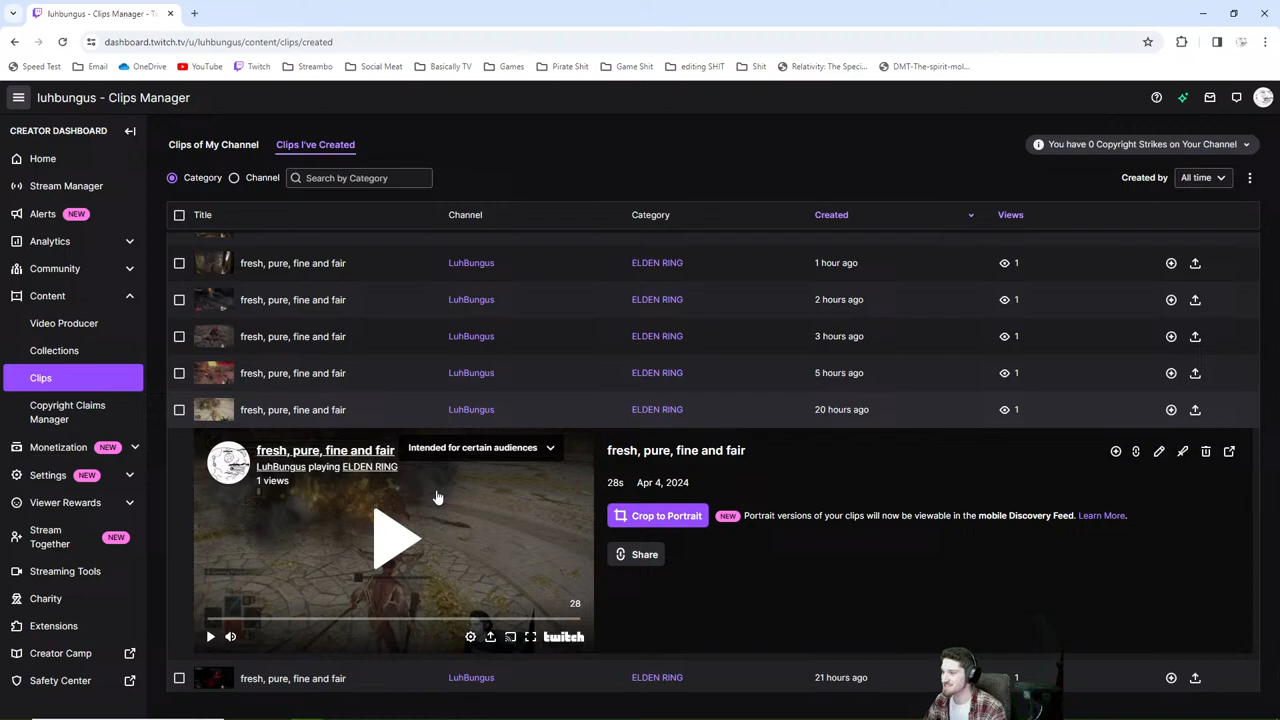 luhbungus - Clips Manager - T
dashboard.twitch.tv/u/luhbungus/content/clips/created
Speed Test Email OneDrive YouTube Twitch Streambo Social Meat Basically TV Games Pirate Shit Game Shit editing SHIT Shit Relativity: The Speci... DMT-The-spirit-mol...
luhbungus - Clips Manager
CREATOR DASHBOARD
Home
Stream Manager
Alerts NEW
Analytics
Community
Content
Video Producer
Collections
Clips
Copyright Claims
Manager
Monetization NEW
Settings NEW
Viewer Rewards
Stream
Together NEW
Streaming Tools
Charity
Extensions
Creator Camp
Safety Center
Clips of My Channel Clips I've Created You have 0 Copyright Strikes on Your Channel
Category Channel Search by Category Created by All time
Title Channel Category Created Views
fresh, pure, fine and fair LuhBungus ELDEN RING 1 hour ago 1
fresh, pure, fine and fair LuhBungus ELDEN RING 2 hours ago 1
fresh, pure, fine and fair LuhBungus ELDEN RING 3 hours ago 1
fresh, pure, fine and fair LuhBungus ELDEN RING 5 hours ago 1
fresh, pure, fine and fair LuhBungus ELDEN RING 20 hours ago 1
fresh, pure, fine and fair Intended for certain audiences
LuhBungus playing ELDEN RING
1 views
28
twitch
fresh, pure, fine and fair
28s Apr 4, 2024
Crop to Portrait NEW Portrait versions of your clips will now be viewable in the mobile Discovery Feed. Learn More.
Share
fresh, pure, fine and fair LuhBungus ELDEN RING 21 hours ago 1